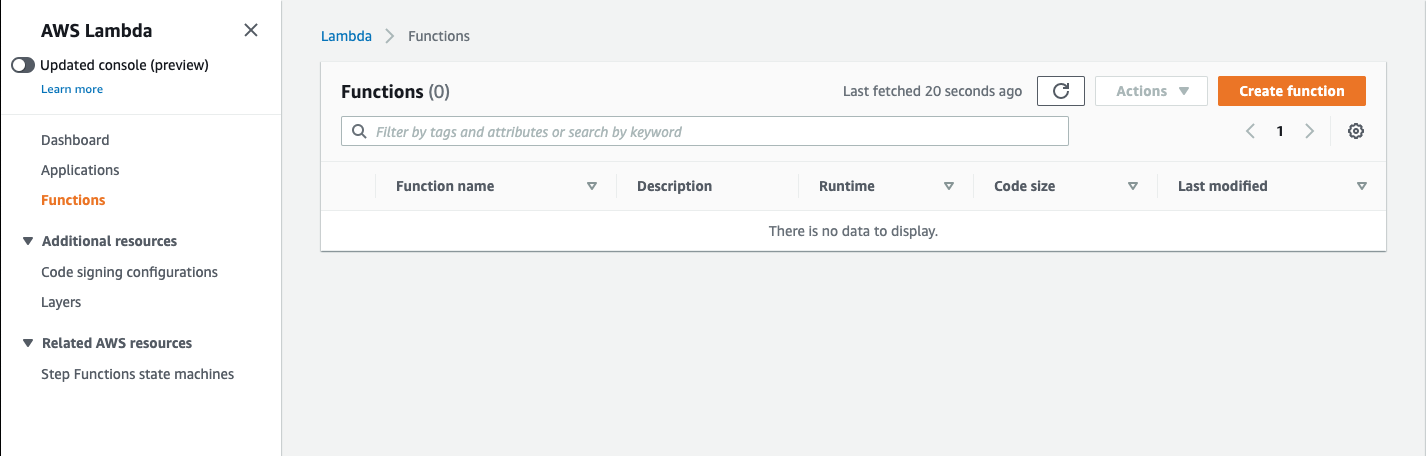 AWS Lambda
Updated console (preview)
Learn more
Dashboard
Applications
Functions
Additional resources
Code signing configurations
Layers
Related AWS resources
Step Functions state machines
Lambda Functions
Functions (0) Last fetched 20 seconds ago Actions Create function
Filter by tags and attributes or search by keyword 1
Function name Description Runtime Code size Last modified
There is no data to display.